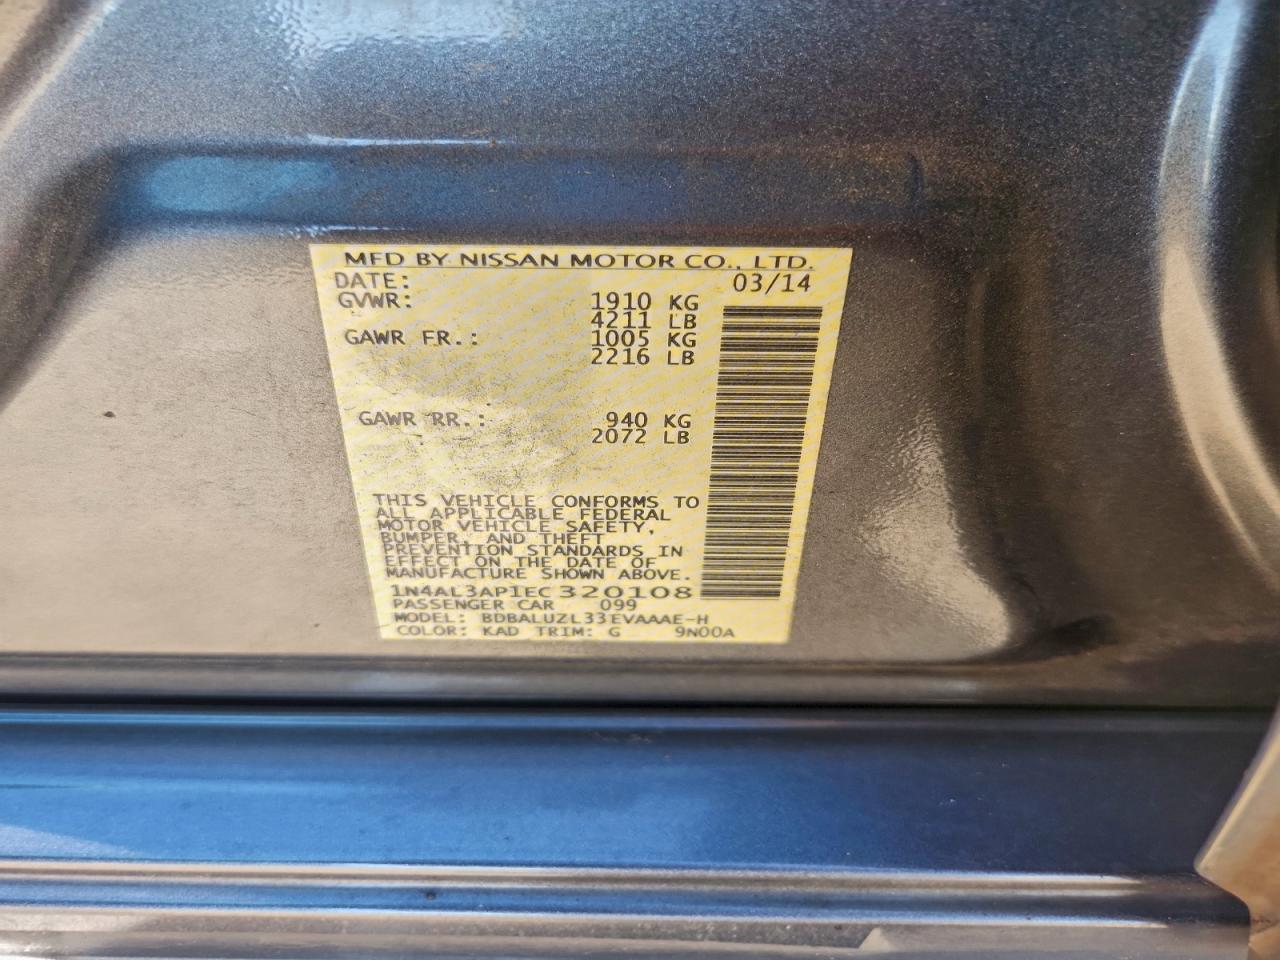 MFD BY NISSAN MOTOR CO., LTD.
DATE: 03/14
GVWR: 1910 KG
4211 LB
GAWR FR.: 1005 KG
2216 LB
GAWR RR.: 940 KG
: 2072 LB
THIS VEHICLE CONFORMS TO
ALL APPLICABLE FEDERAL
MOTOR VEHICLE SAFETY,
BUMPER, AND THEFT
PREVENTION STANDARDS IN
EFFECT ON THE DATE OF
MANUFACTURE SHOWN ABOVE.
1N4AL3AP1EC320108
PASSENGER CAR 099
MODEL: BDBALUZL33EVAAAE-H
COLOR: KAD TRIM: G 9N00A